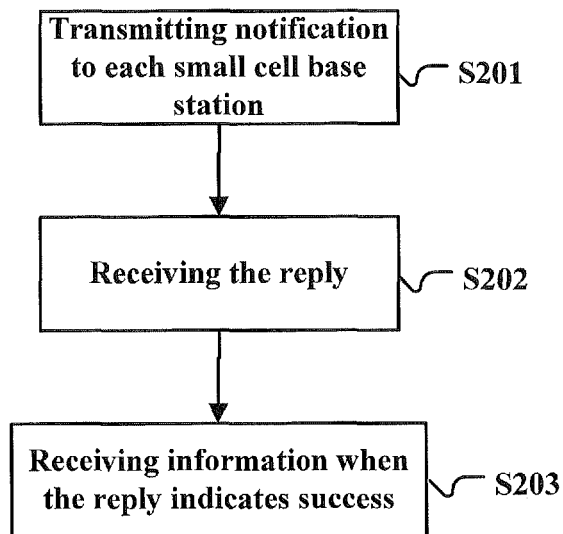 Transmitting notification
to each small cell base
station
S201
Receiving the reply
S202
Receiving information when
the reply indicates success
S203